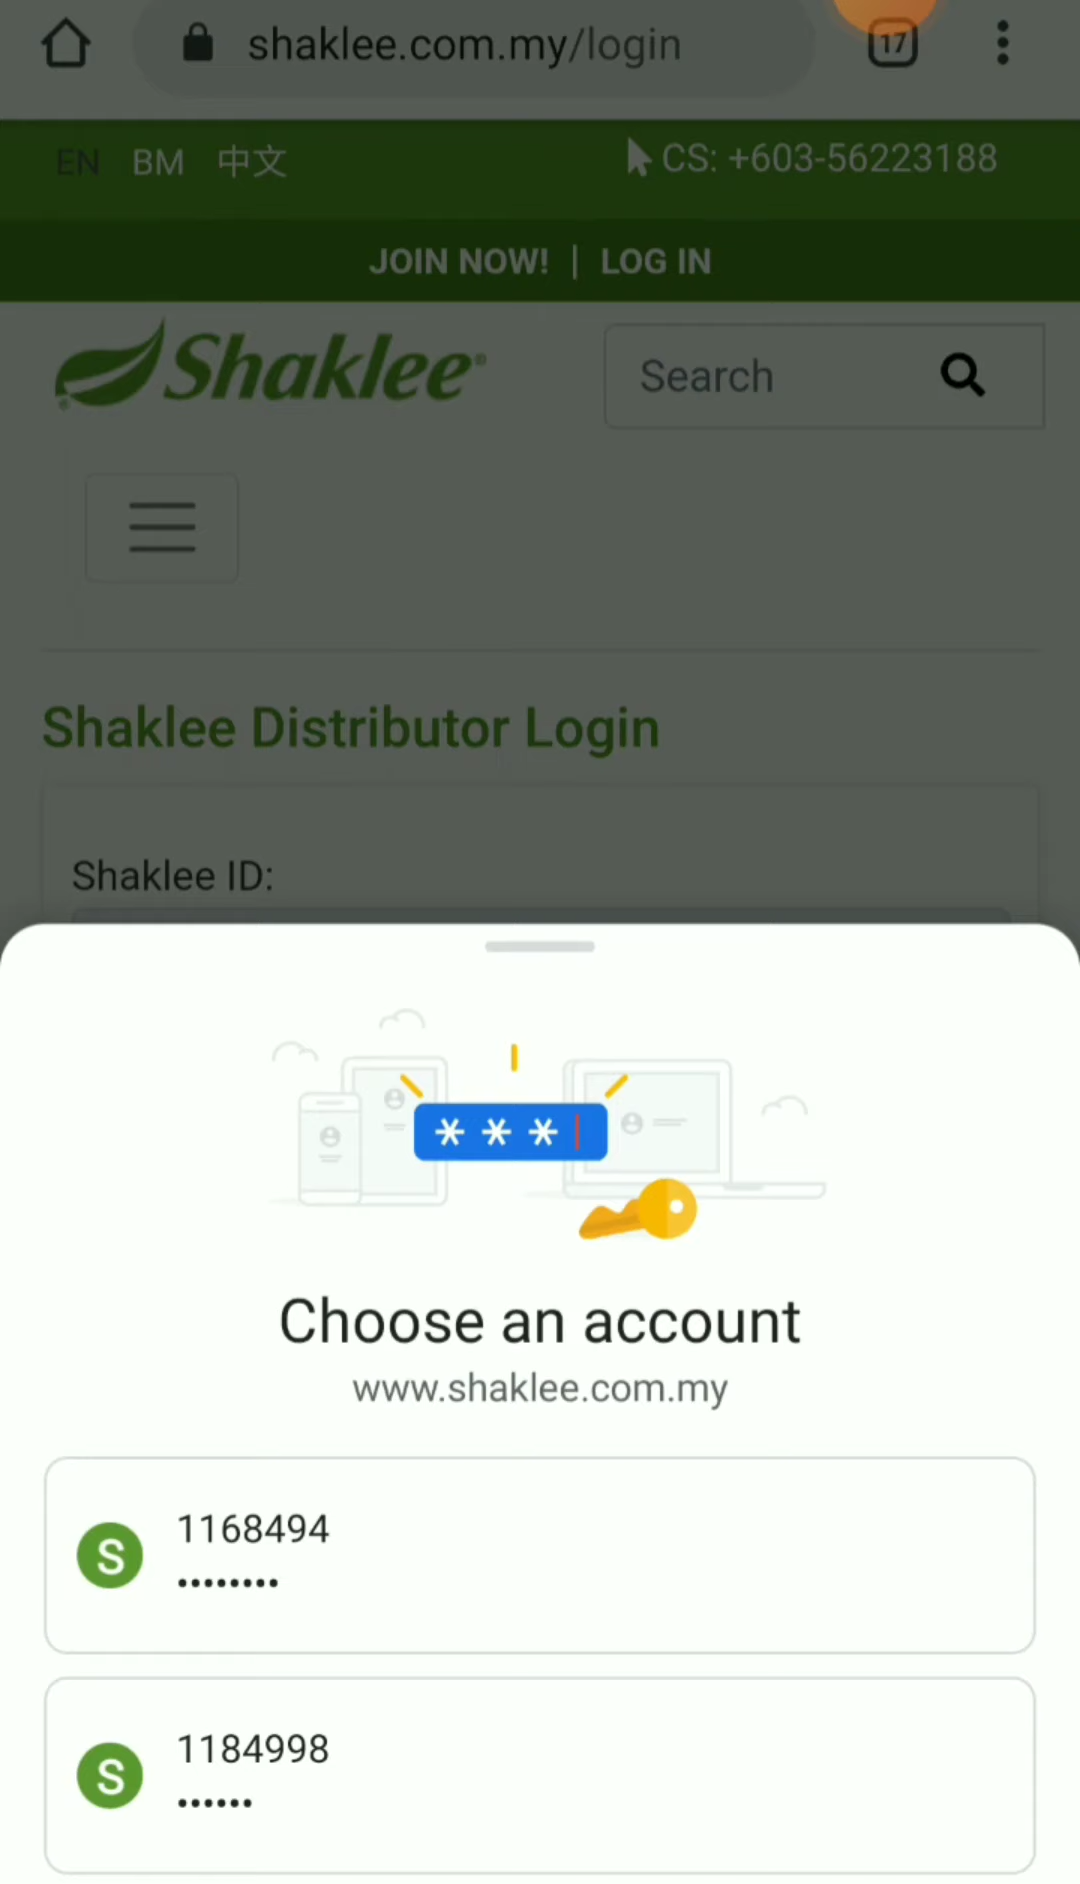 shaklee.com.my/login
17
EN BM 中文 CS: +603-56223188
JOIN NOW! | LOG IN
Shaklee®
Search
Shaklee Distributor Login
Shaklee ID:
***
Choose an account
www.shaklee.com.my
S
1168494
••••••••
S
1184998
••••••